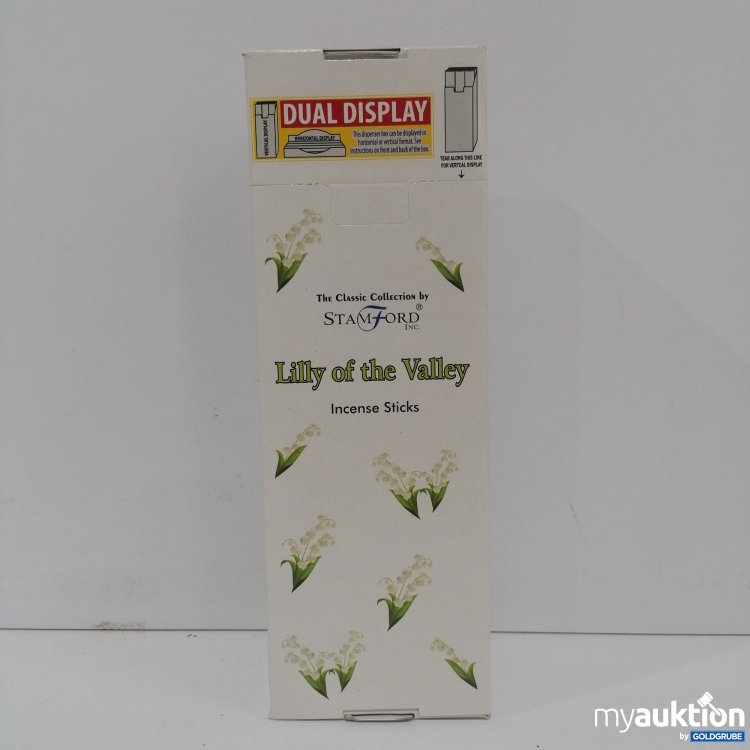 DUAL DISPLAY
VERTICAL DISPLAY
HORIZONTAL DISPLAY
This dispenser box can be displayed in
horizontal or vertical format. See
instructions on front and back of the box.
TEAR ALONG THIS LINE
FOR VERTICAL DISPLAY
The Classic Collection by
STAMFORD®
INC.
Lilly of the Valley
Incense Sticks
myauktion
by GOLDGRUBE